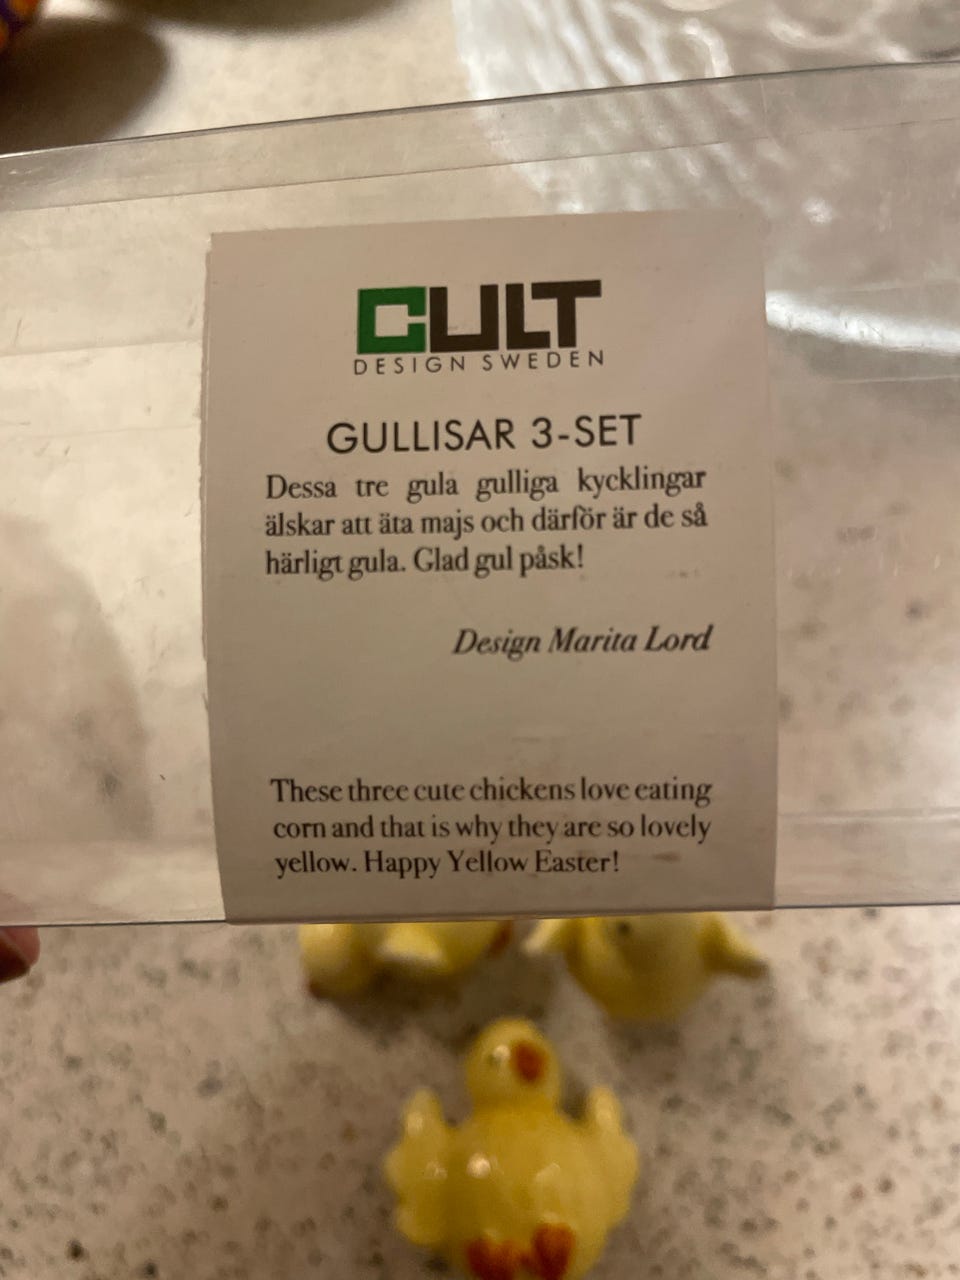 CULT
DESIGN SWEDEN
GULLISAR 3-SET
Dessa tre gula gulliga kycklingar
älskar att äta majs och därför är de så
härligt gula. Glad gul påsk!
Design Marita Lord
These three cute chickens love eating
corn and that is why they are so lovely
yellow. Happy Yellow Easter!